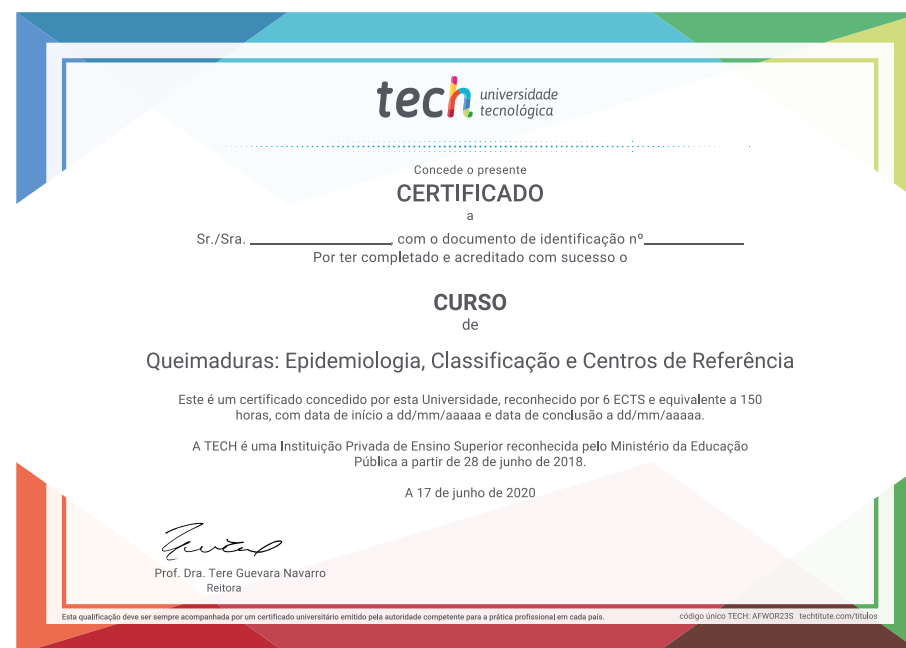 tech universidade
tecnológica
Concede o presente
CERTIFICADO
a
Sr./Sra. , com o documento de identificação nº
Por ter completado e acreditado com sucesso o
CURSO
de
Queimaduras: Epidemiologia, Classificação e Centros de Referência
Este é um certificado concedido por esta Universidade, reconhecido por 6 ECTS e equivalente a 150
horas, com data de início a dd/mm/aaaaa e data de conclusão a dd/mm/aaaaa.
A TECH é uma Instituição Privada de Ensino Superior reconhecida pelo Ministério da Educação
Pública a partir de 28 de junho de 2018.
A 17 de junho de 2020
Prof. Dra. Tere Guevara Navarro
Reitora
Esta qualificação deve ser sempre acompanhada por um certificado universitário emitido pela autoridade competente para a prática profissional em cada país.
código único TECH: AFWOR23S techtitute.com/titulos